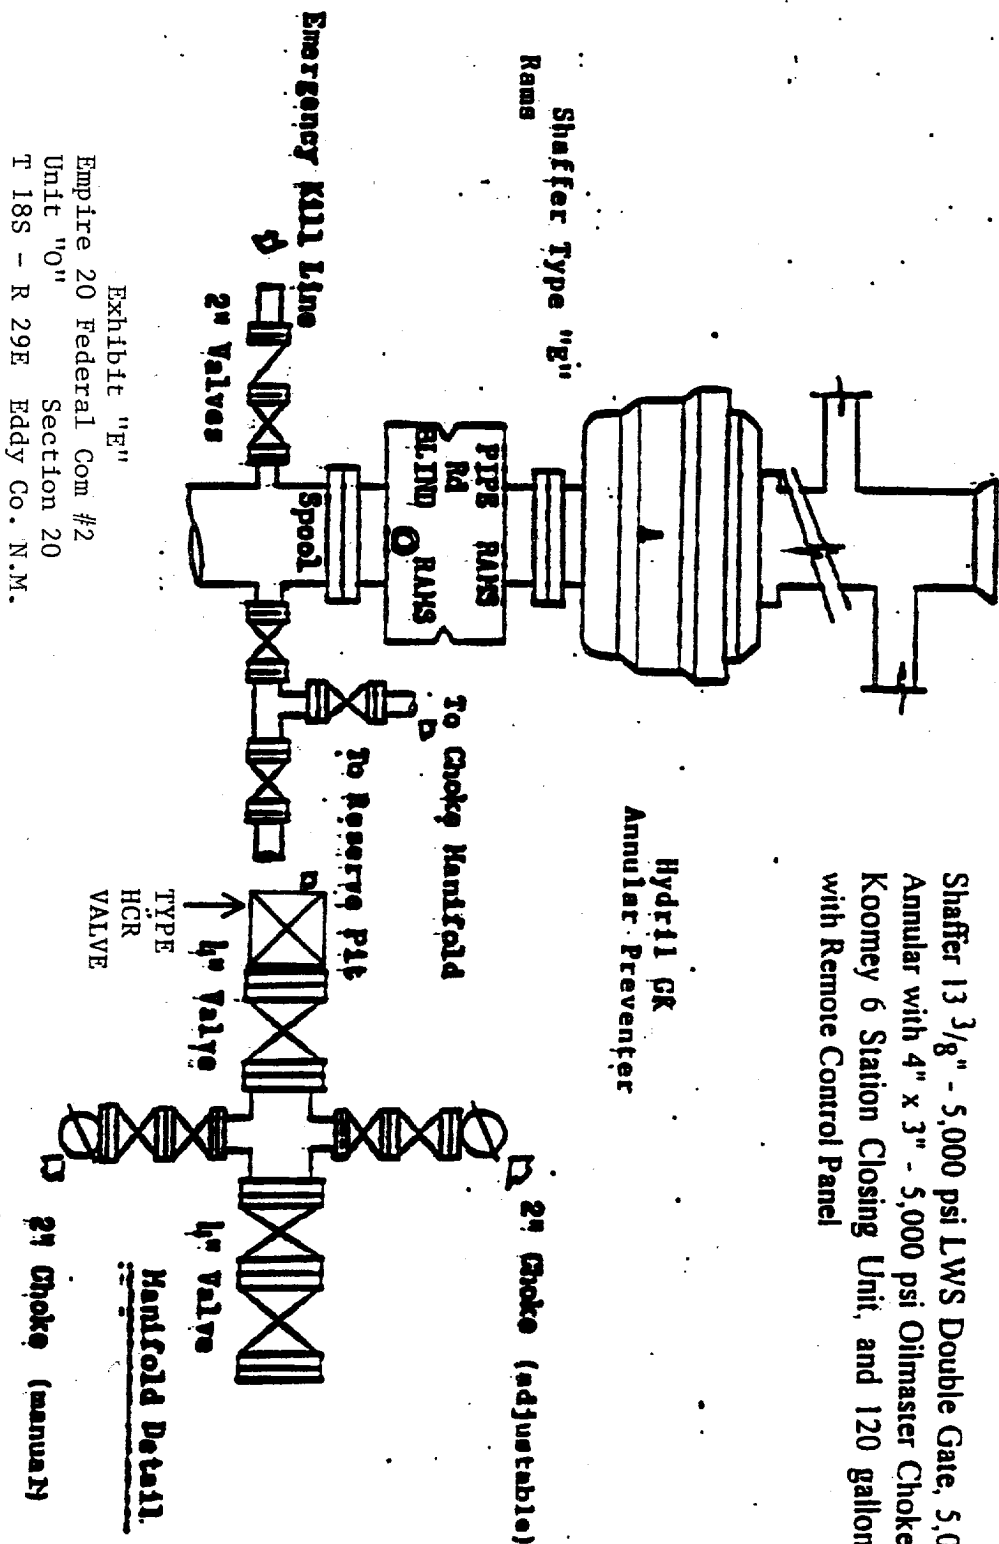 Shaffer 13 3/8" - 5,000 psi LWS Double Gate, 5,0
Annular with 4" x 3" - 5,000 psi Oilmaster Choke
Koomey 6 Station Closing Unit, and 120 gallon
with Remote Control Panel
Hydril GK
Annular Preventer
Shaffer Type "E"
Rams
PIPE RAMS
BLIND RAMS
Spool
Emergency Kill Line
2" Valves
To Choke Manifold
To Reserve Pit
TYPE
HCR
VALVE
4" Valve
4" Valve
2" Choke (adjustable)
2" Choke (manual)
Manifold Detail
Exhibit "E"
Empire 20 Federal Com #2
Unit "O" Section 20
T 18S - R 29E Eddy Co. N.M.